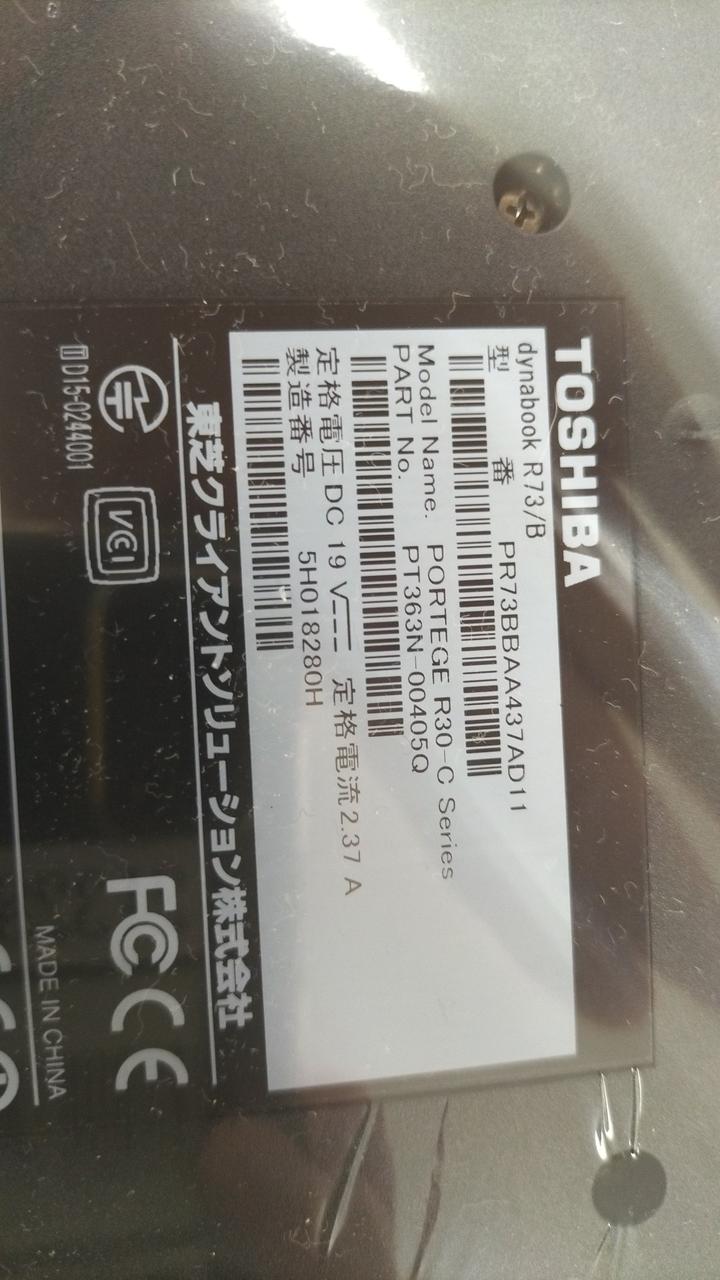 TOSHIBA
dynabook R73/B
型 番 PR73BBAA437AD11
Model Name. PORTEGE R30-C Series
PART No. PT363N-00405Q
定格電圧 DC 19 V 定格電流 2.37 A
製造番号 5H018280H
東芝クライアントソリューション株式会社
VCI
FC CE
D15-0244001
MADE IN CHINA